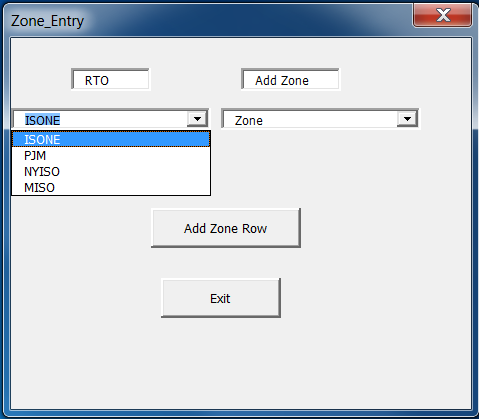 Zone_Entry
RTO
Add Zone
ISONE
Zone
ISONE
PJM
NYISO
MISO
Add Zone Row
Exit